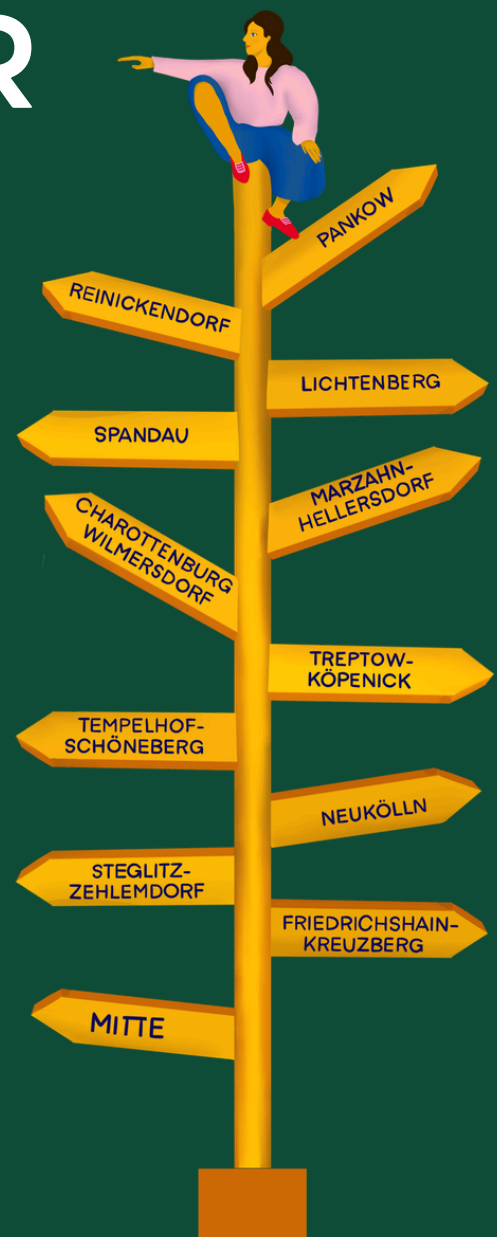 R
PANKOW
REINICKENDORF
LICHTENBERG
SPANDAU
MARZAHN-
HELLERSDORF
CHAROTTENBURG
WILMERSDORF
TREPTOW-
KÖPENICK
TEMPELHOF-
SCHÖNEBERG
NEUKÖLLN
STEGLITZ-
ZEHLEMDORF
FRIEDRICHSHAIN-
KREUZBERG
MITTE